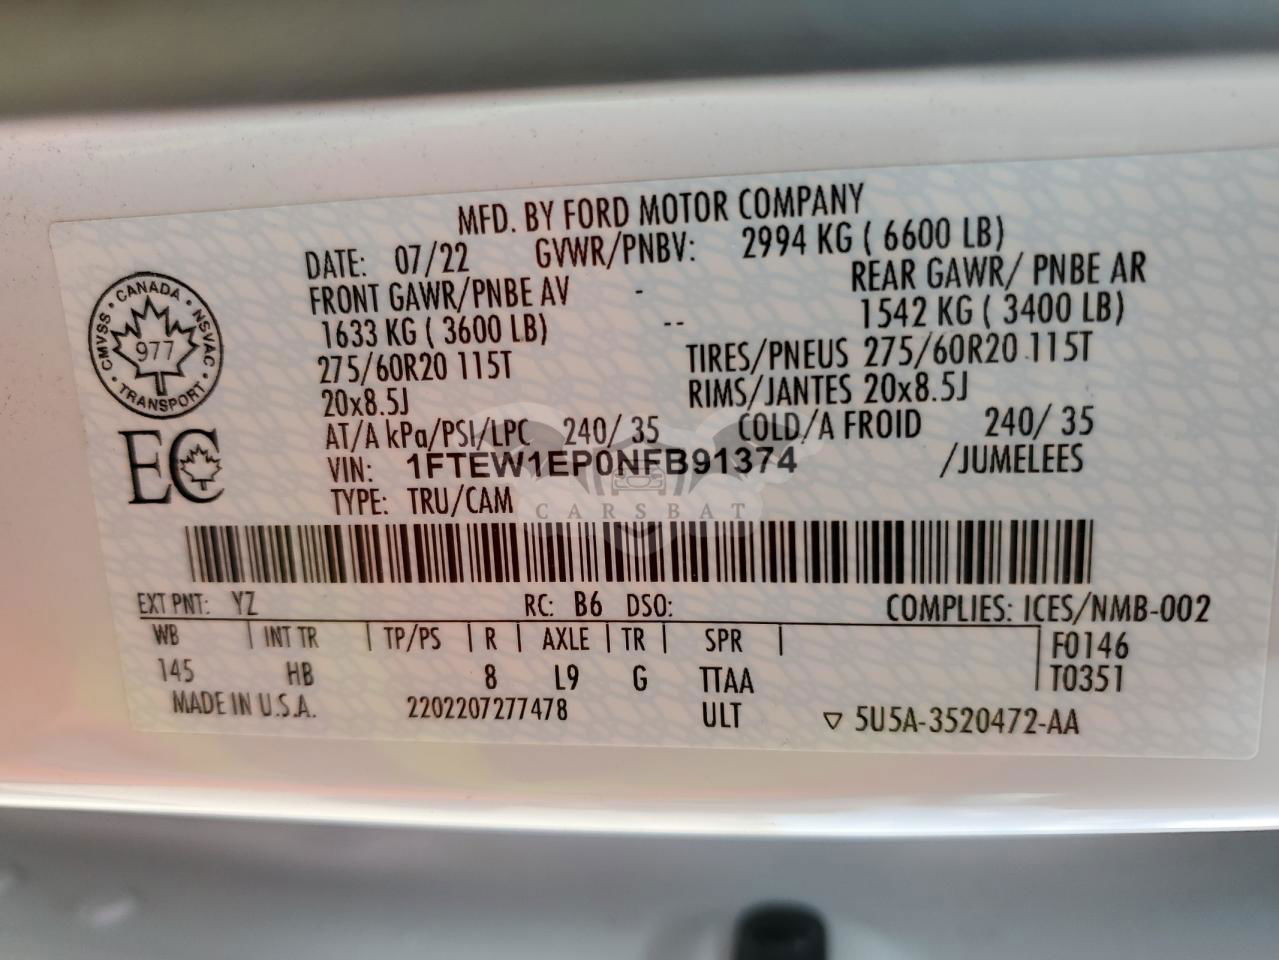 MFD. BY FORD MOTOR COMPANY
DATE: 07/22 GVWR/PNBV: 2994 KG ( 6600 LB)
FRONT GAWR/PNBE AV - REAR GAWR/ PNBE AR
1633 KG ( 3600 LB) -- 1542 KG ( 3400 LB)
275/60R20 115T TIRES/PNEUS 275/60R20 115T
20x8.5J RIMS/JANTES 20x8.5J
AT/A kPa/PSI/LPC 240/ 35 COLD/A FROID 240/ 35
VIN: 1FTEW1EP0NFB91374 /JUMELEES
TYPE: TRU/CAM
CANADA
CMVSS NSVAC
977
TRANSPORT
EC
CARSBAT
EXT PNT: YZ RC: B6 DSO: COMPLIES: ICES/NMB-002
WB INT TR TP/PS R AXLE TR SPR F0146
145 HB 8 L9 G TTAA T0351
MADE IN U.S.A. 2202207277478 ULT ▽ 5U5A-3520472-AA